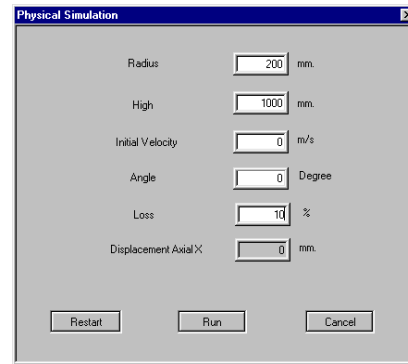 Physical Simulation
Radius 200 mm.
High 1000 mm.
Initial Velocity 0 m/s
Angle 0 Degree
Loss 10 %
Displacement Axial X 0 mm.
Restart Run Cancel